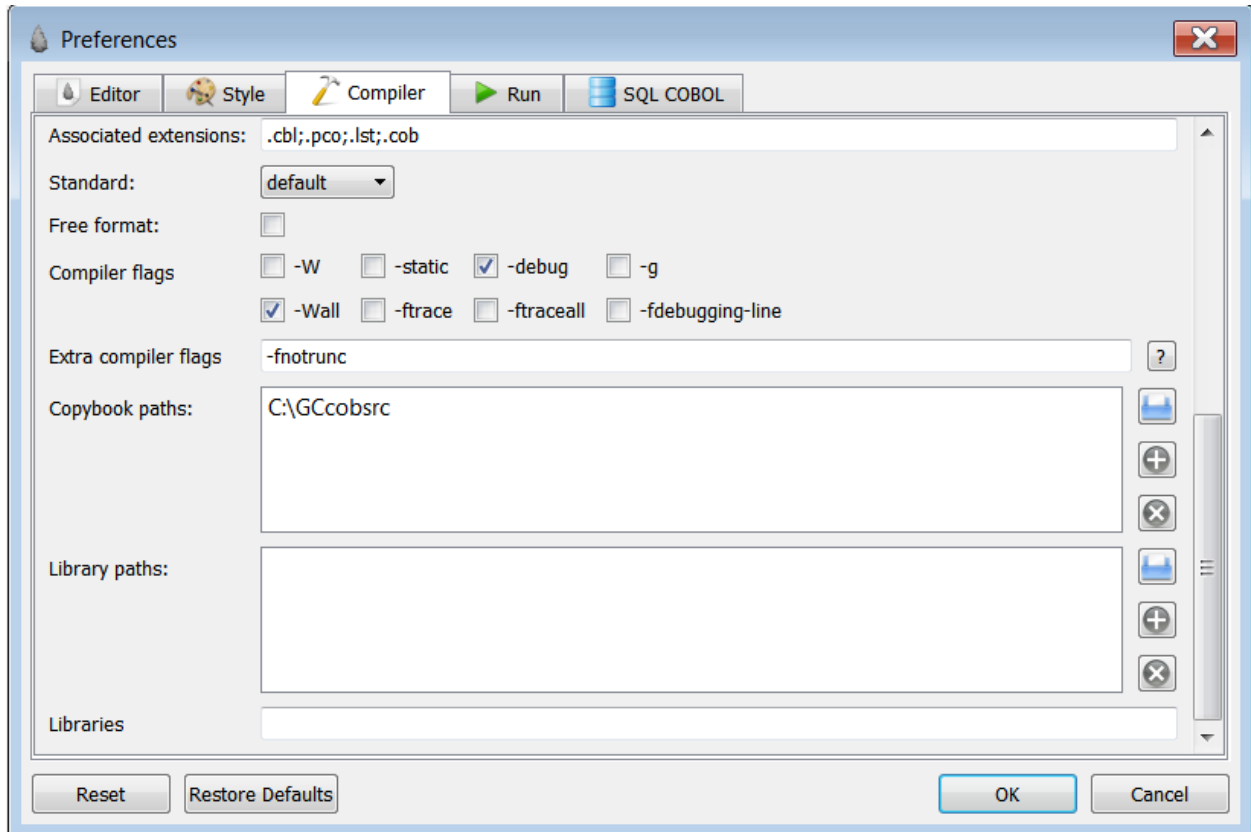 Preferences
Editor Style Compiler Run SQL COBOL
Associated extensions: .cbl;.pco;.lst;.cob
Standard: default
Free format:
Compiler flags -W -static -debug -g
-Wall -ftrace -ftraceall -fdebugging-line
Extra compiler flags -fnotrunc ?
Copybook paths: C:\GCcobsrc
Library paths:
Libraries
Reset Restore Defaults OK Cancel